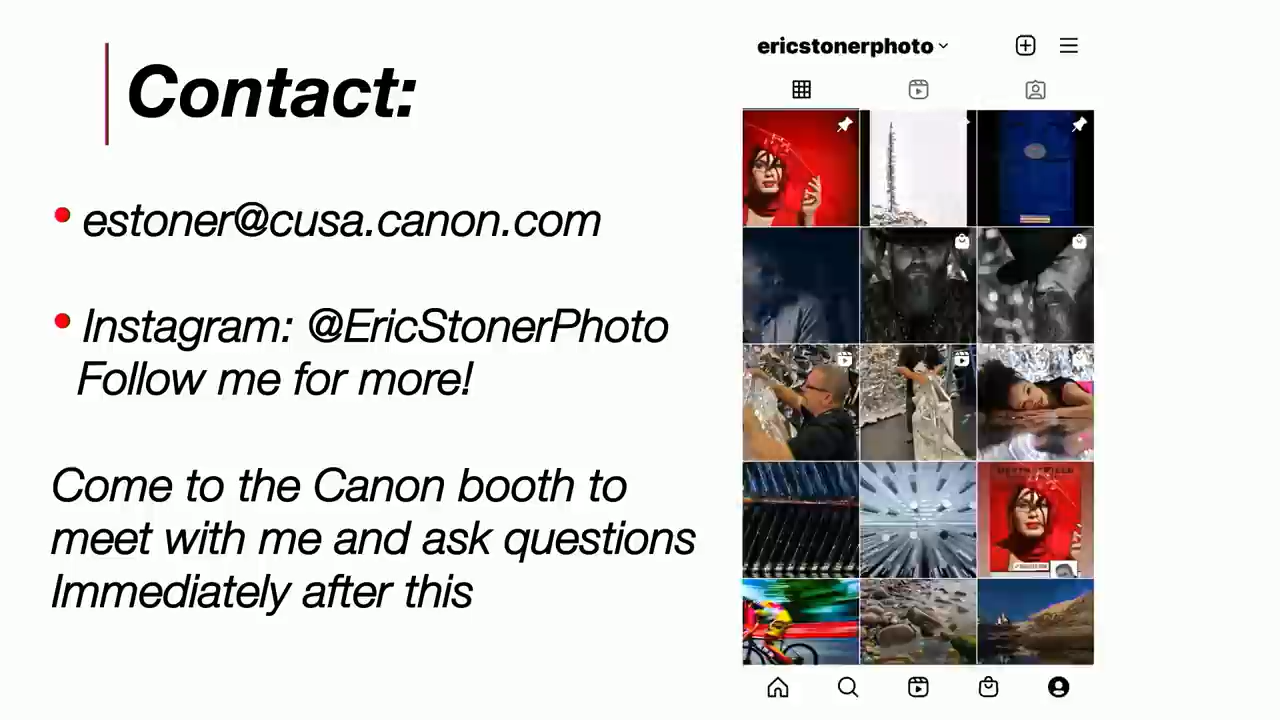 Contact:
estoner@cusa.canon.com
Instagram: @EricStonerPhoto
Follow me for more!
Come to the Canon booth to
meet with me and ask questions
Immediately after this
ericstonerphoto